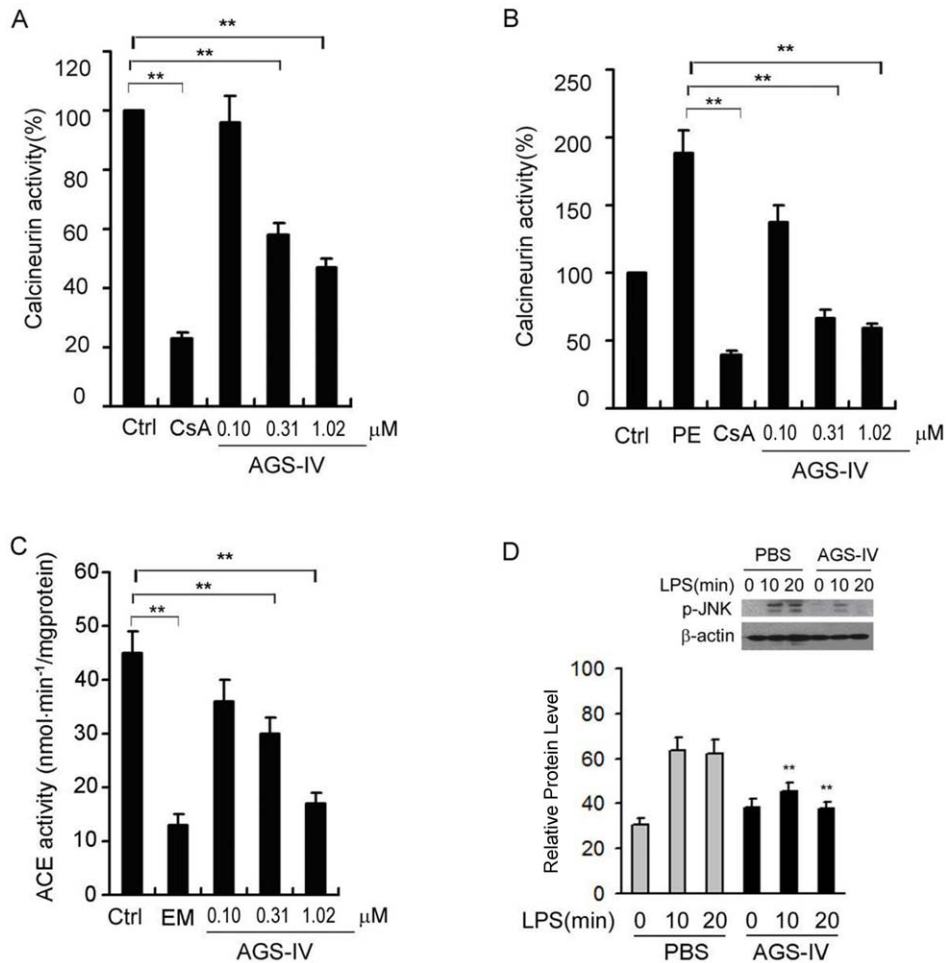 A
**
**
**
Calcineurin activity(%)
120
100
80
60
40
20
0
Ctrl CsA 0.10 0.31 1.02 μM
AGS-IV
B
**
**
**
Calcineurin activity(%)
250
200
150
100
50
0
Ctrl PE CsA 0.10 0.31 1.02 μM
AGS-IV
C
**
**
**
ACE activity (nmol·min⁻¹/mgprotein)
60
50
40
30
20
10
0
Ctrl EM 0.10 0.31 1.02 μM
AGS-IV
D
PBS AGS-IV
LPS(min) 0 10 20 0 10 20
p-JNK
β-actin
Relative Protein Level
100
80
60
40
20
0
**
**
LPS(min) 0 10 20 0 10 20
PBS AGS-IV